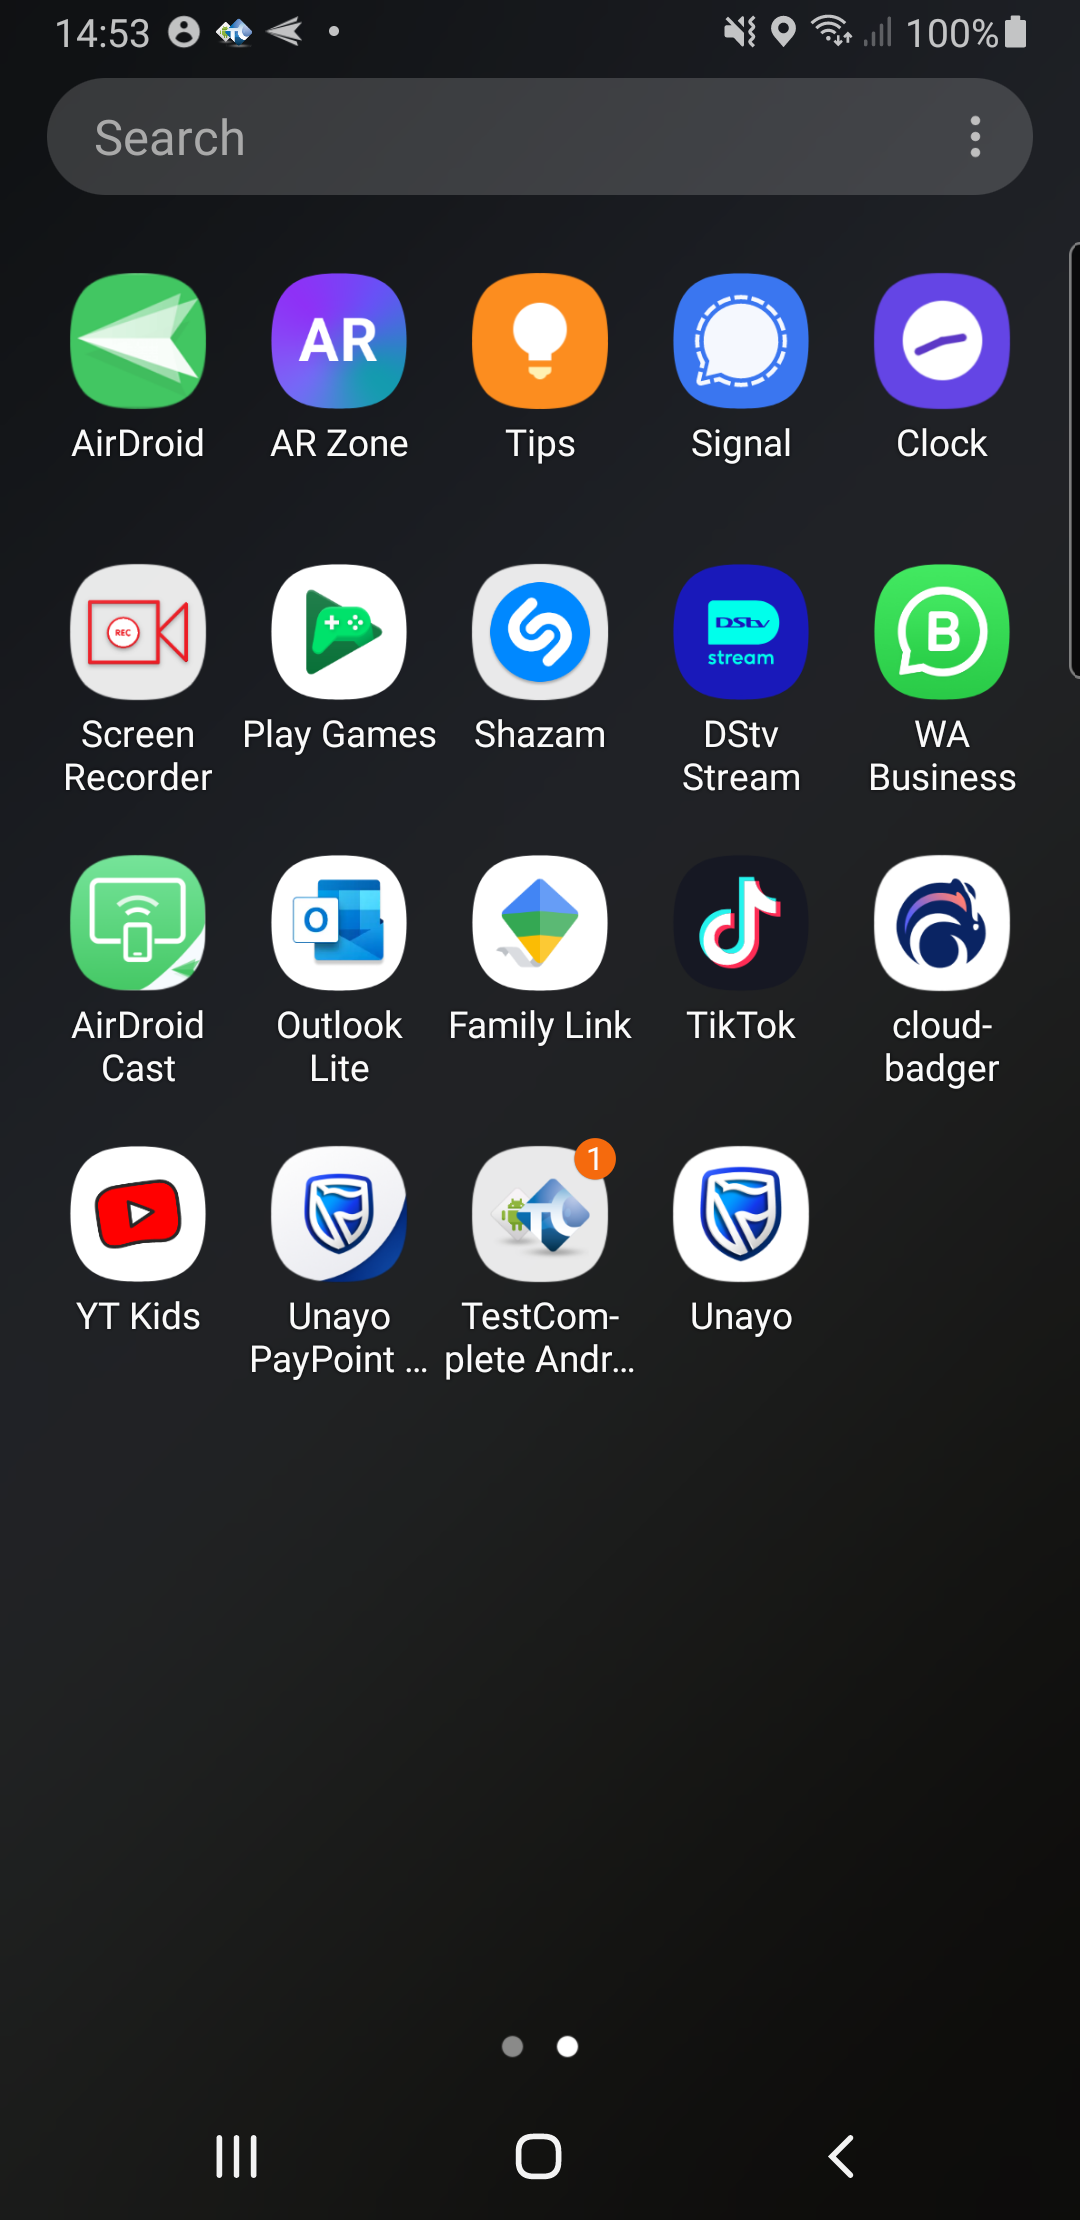 14:53
100%
Search
AR
AirDroid
AR Zone
Tips
Signal
Clock
REC
DStv
stream
B
Screen
Recorder
Play Games
Shazam
DStv
Stream
WA
Business
O
AirDroid
Cast
Outlook
Lite
Family Link
TikTok
cloud-
badger
1
TC
YT Kids
Unayo
PayPoint ...
TestCom-
plete Andr...
Unayo